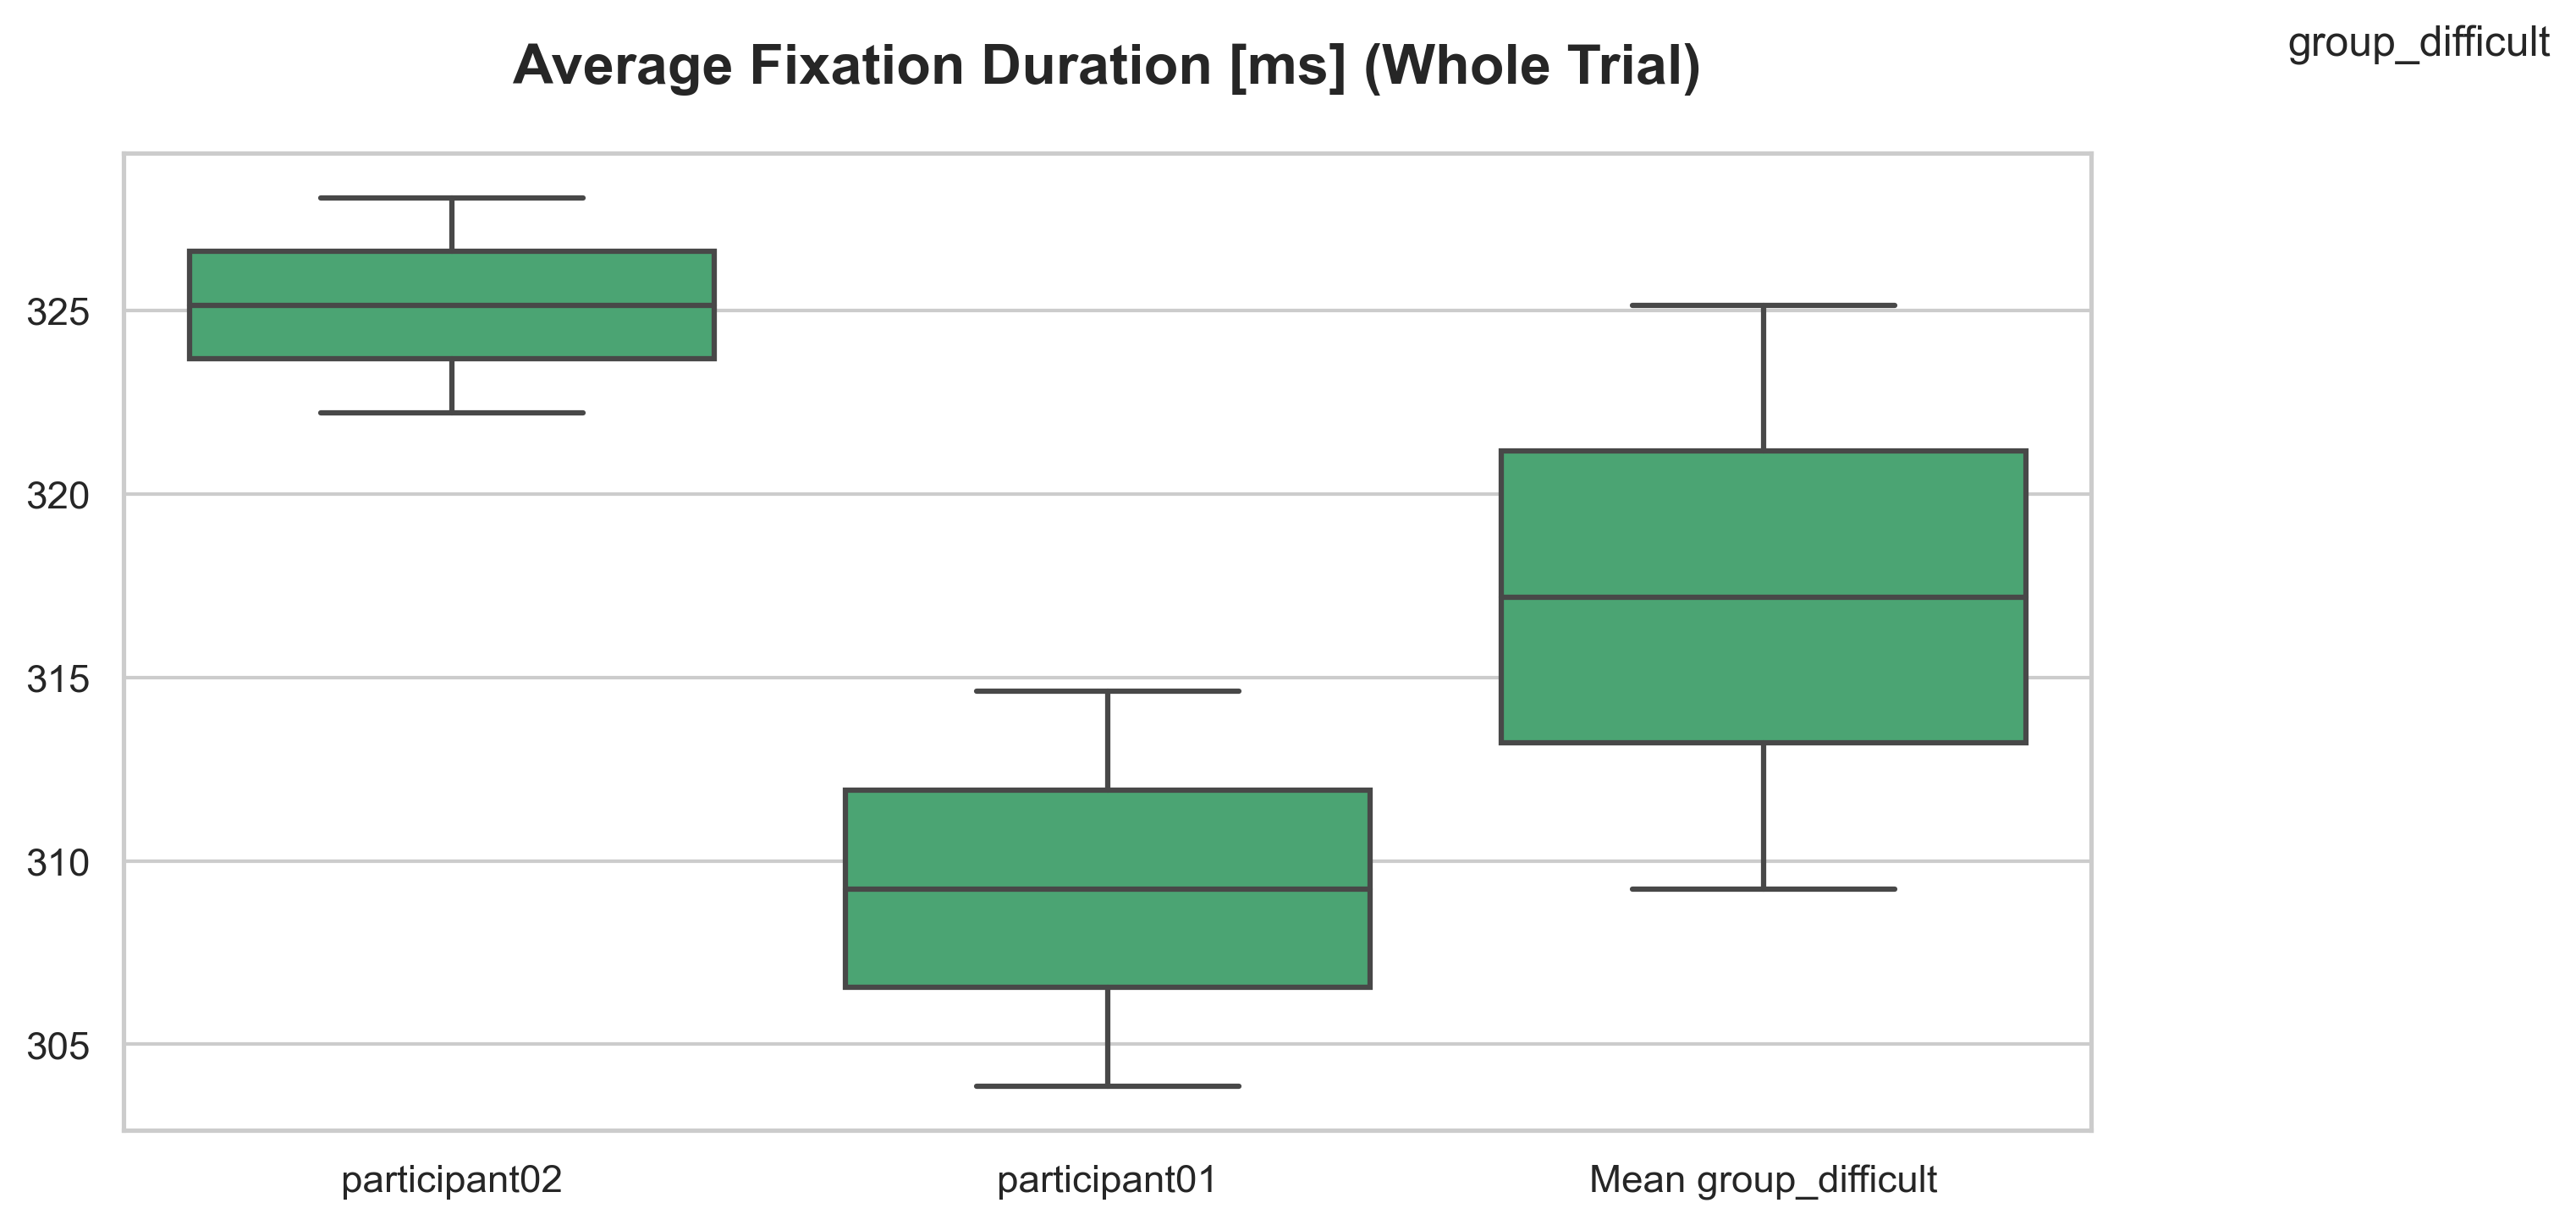 group_difficult
Average Fixation Duration [ms] (Whole Trial)
325
320
315
310
305
participant02
participant01
Mean group_difficult